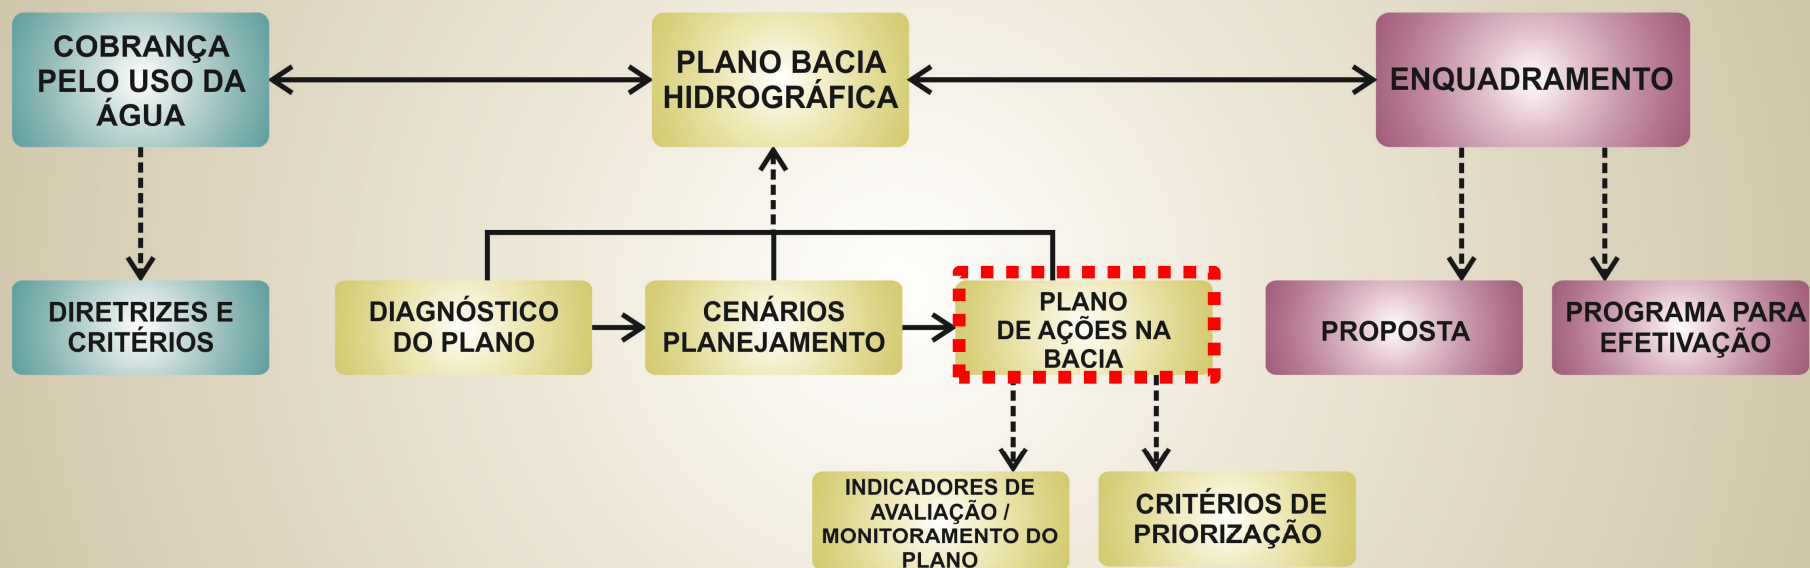 COBRANÇA
PELO USO DA
ÁGUA
PLANO BACIA
HIDROGRÁFICA
ENQUADRAMENTO
DIRETRIZES E
CRITÉRIOS
DIAGNÓSTICO
DO PLANO
CENÁRIOS
PLANEJAMENTO
PLANO
DE AÇÕES NA
BACIA
PROPOSTA
PROGRAMA PARA
EFETIVAÇÃO
INDICADORES DE
AVALIAÇÃO /
MONITORAMENTO DO
PLANO
CRITÉRIOS DE
PRIORIZAÇÃO